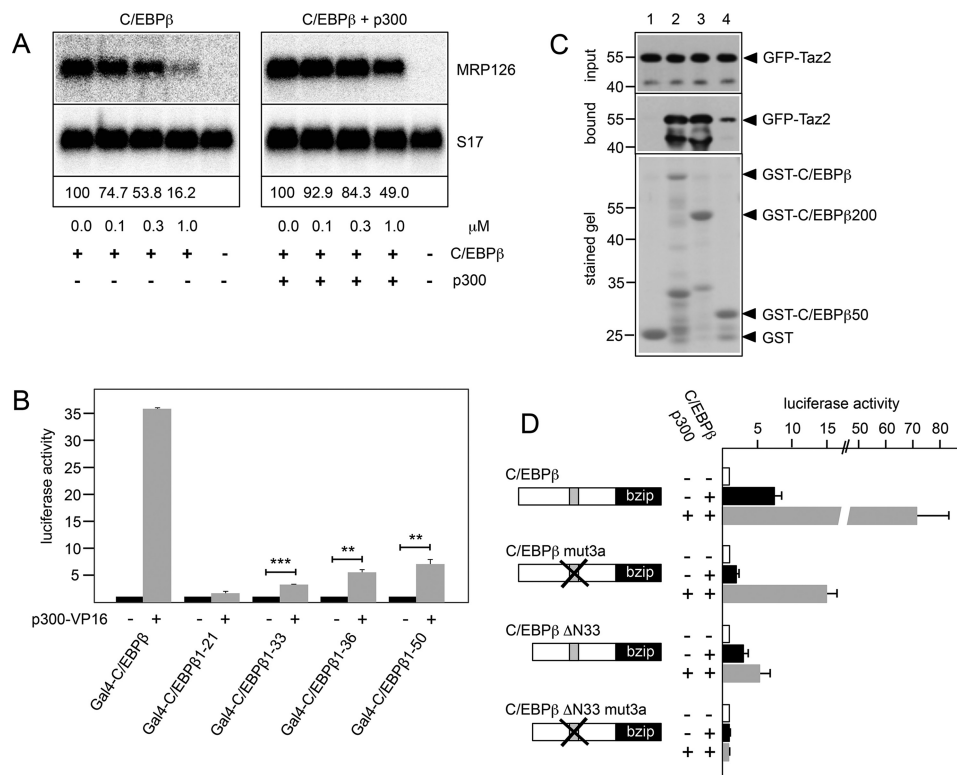 A
C/EBPβ
C/EBPβ + p300
MRP126
S17
100 74.7 53.8 16.2
100 92.9 84.3 49.0
0.0 0.1 0.3 1.0
0.0 0.1 0.3 1.0 μM
+ + + + - + + + + - C/EBPβ
- - - - + + + + - p300
B
luciferase activity
35
30
25
20
15
10
5
***
**
**
p300-VP16 - + - + - + - + - +
Gal4-C/EBPβ
Gal4-C/EBPβ1-21
Gal4-C/EBPβ1-33
Gal4-C/EBPβ1-36
Gal4-C/EBPβ1-50
C
1 2 3 4
input
55
40
GFP-Taz2
bound
55
40
GFP-Taz2
stained gel
55
40
35
25
GST-C/EBPβ
GST-C/EBPβ200
GST-C/EBPβ50
GST
D
C/EBPβ
p300
luciferase activity
5 10 15 // 50 60 70 80
C/EBPβ
bzip
- -
- +
+ +
C/EBPβ mut3a
bzip
- -
- +
+ +
C/EBPβ ΔN33
bzip
- -
- +
+ +
C/EBPβ ΔN33 mut3a
bzip
- -
- +
+ +